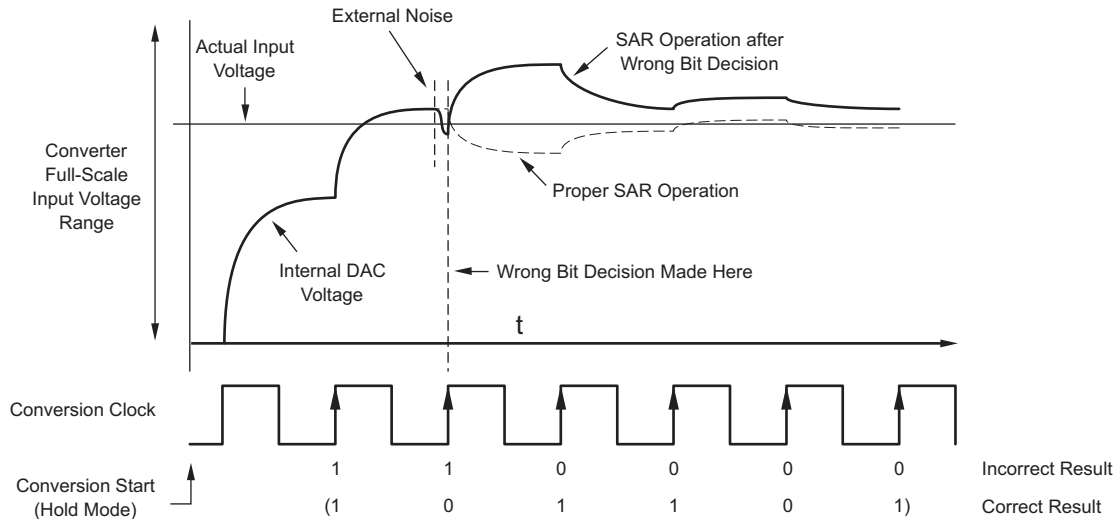 External Noise
Actual Input
Voltage
SAR Operation after
Wrong Bit Decision
Converter
Full-Scale
Input Voltage
Range
Proper SAR Operation
Internal DAC
Voltage
Wrong Bit Decision Made Here
t
Conversion Clock
1 1 0 0 0 0 Incorrect Result
Conversion Start
(Hold Mode)
(1 0 1 1 0 1) Correct Result